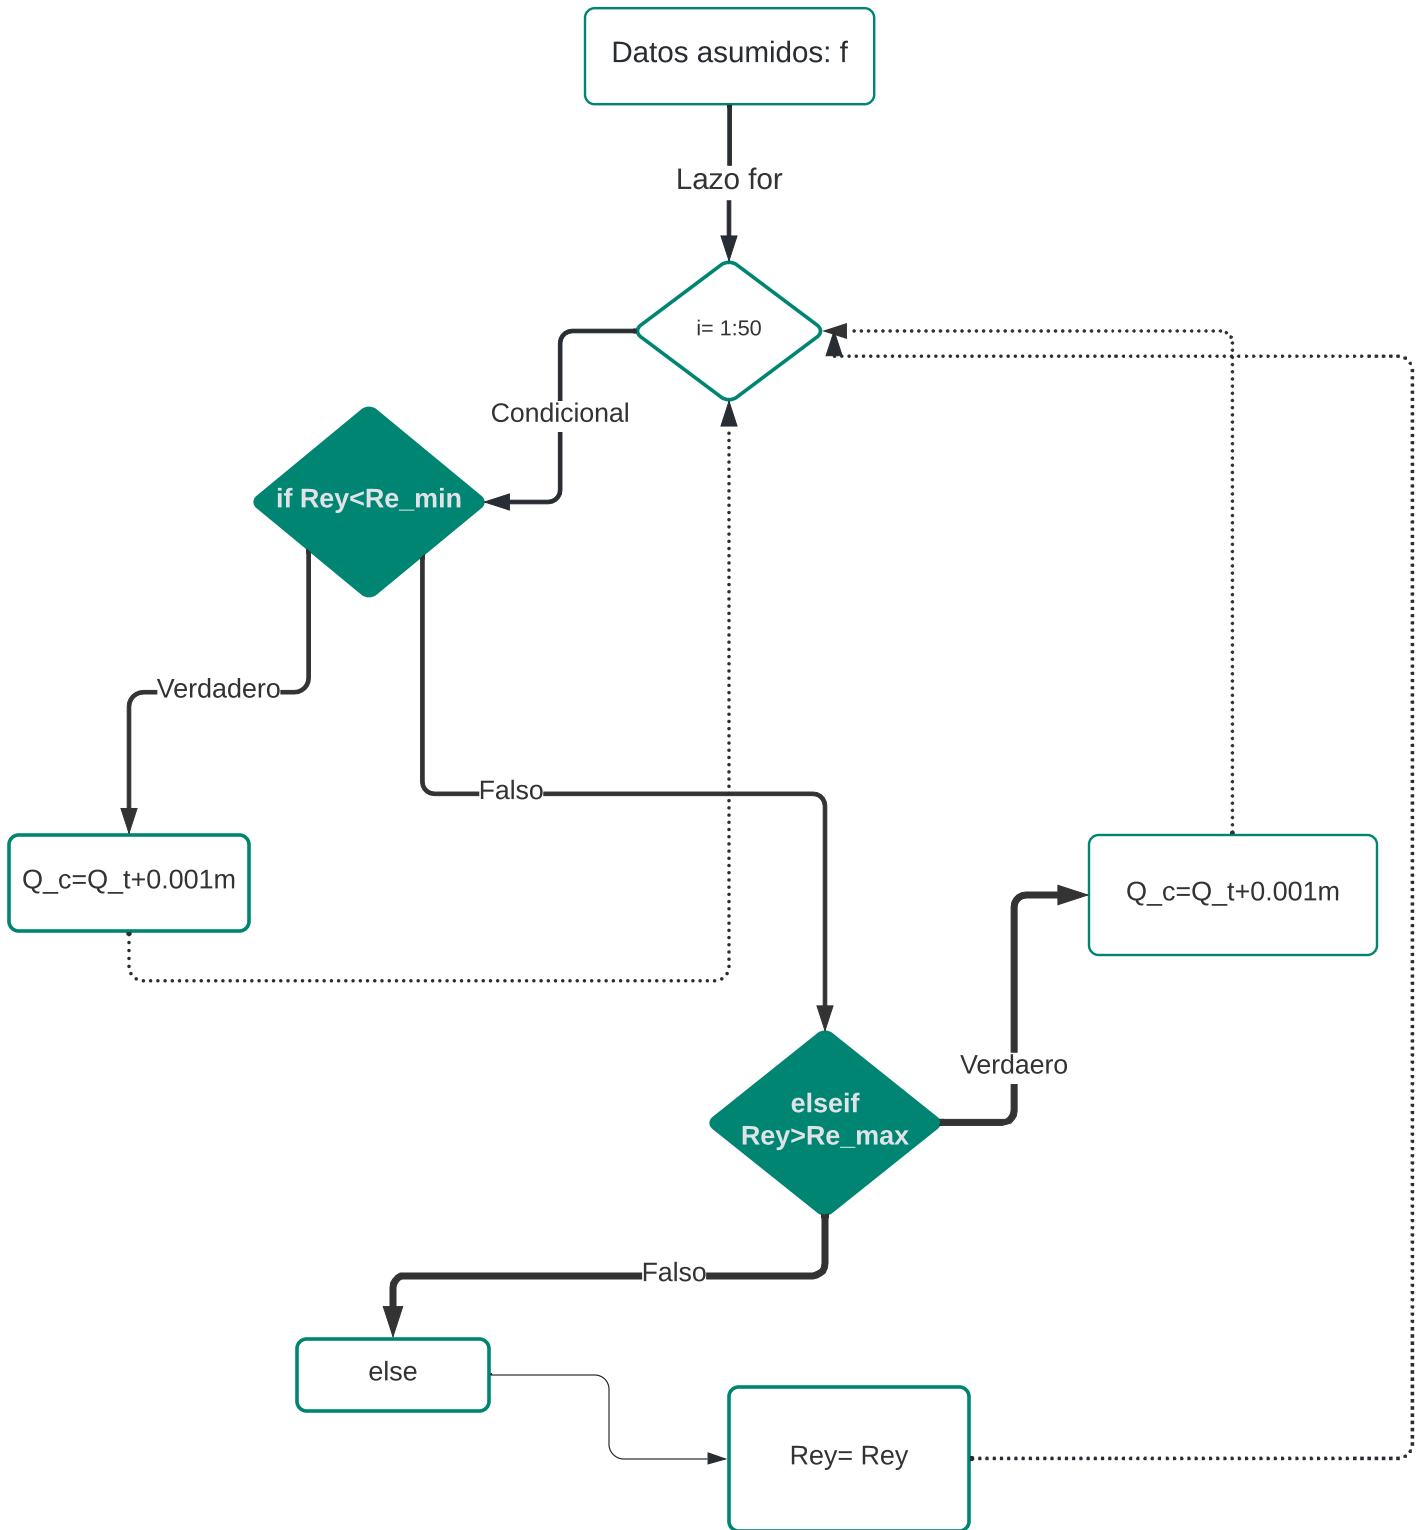 Datos asumidos: f
Lazo for
i= 1:50
Condicional
if Rey<Re_min
Verdadero
Falso
Q_c=Q_t+0.001m
Q_c=Q_t+0.001m
Verdaero
elseif
Rey>Re_max
Falso
else
Rey= Rey